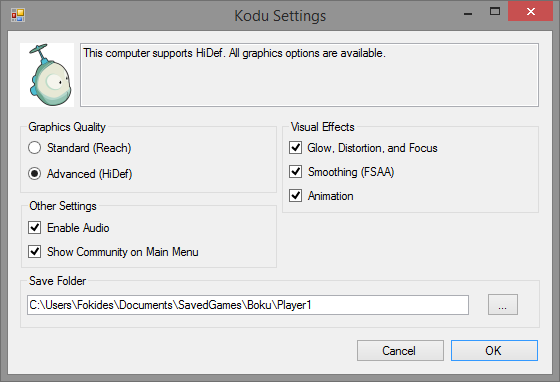 Kodu Settings
This computer supports HiDef. All graphics options are available.
Graphics Quality
Standard (Reach)
Advanced (HiDef)
Visual Effects
Glow, Distortion, and Focus
Smoothing (FSAA)
Animation
Other Settings
Enable Audio
Show Community on Main Menu
Save Folder
C:\Users\Fokides\Documents\SavedGames\Boku\Player1
...
Cancel
OK